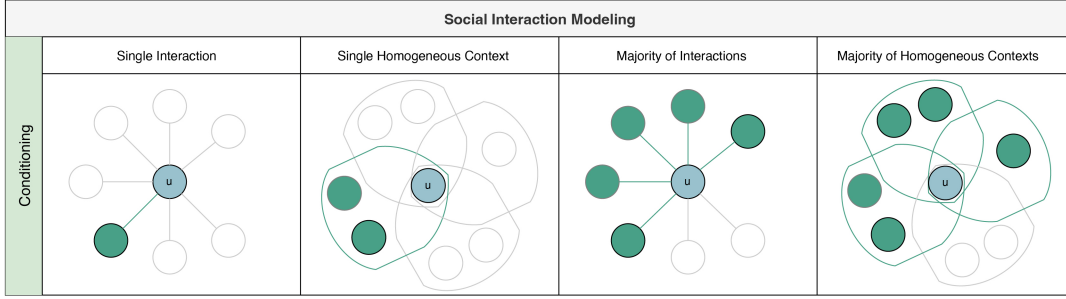 Social Interaction Modeling
Single Interaction
Single Homogeneous Context
Majority of Interactions
Majority of Homogeneous Contexts
Conditioning
u
u
u
u